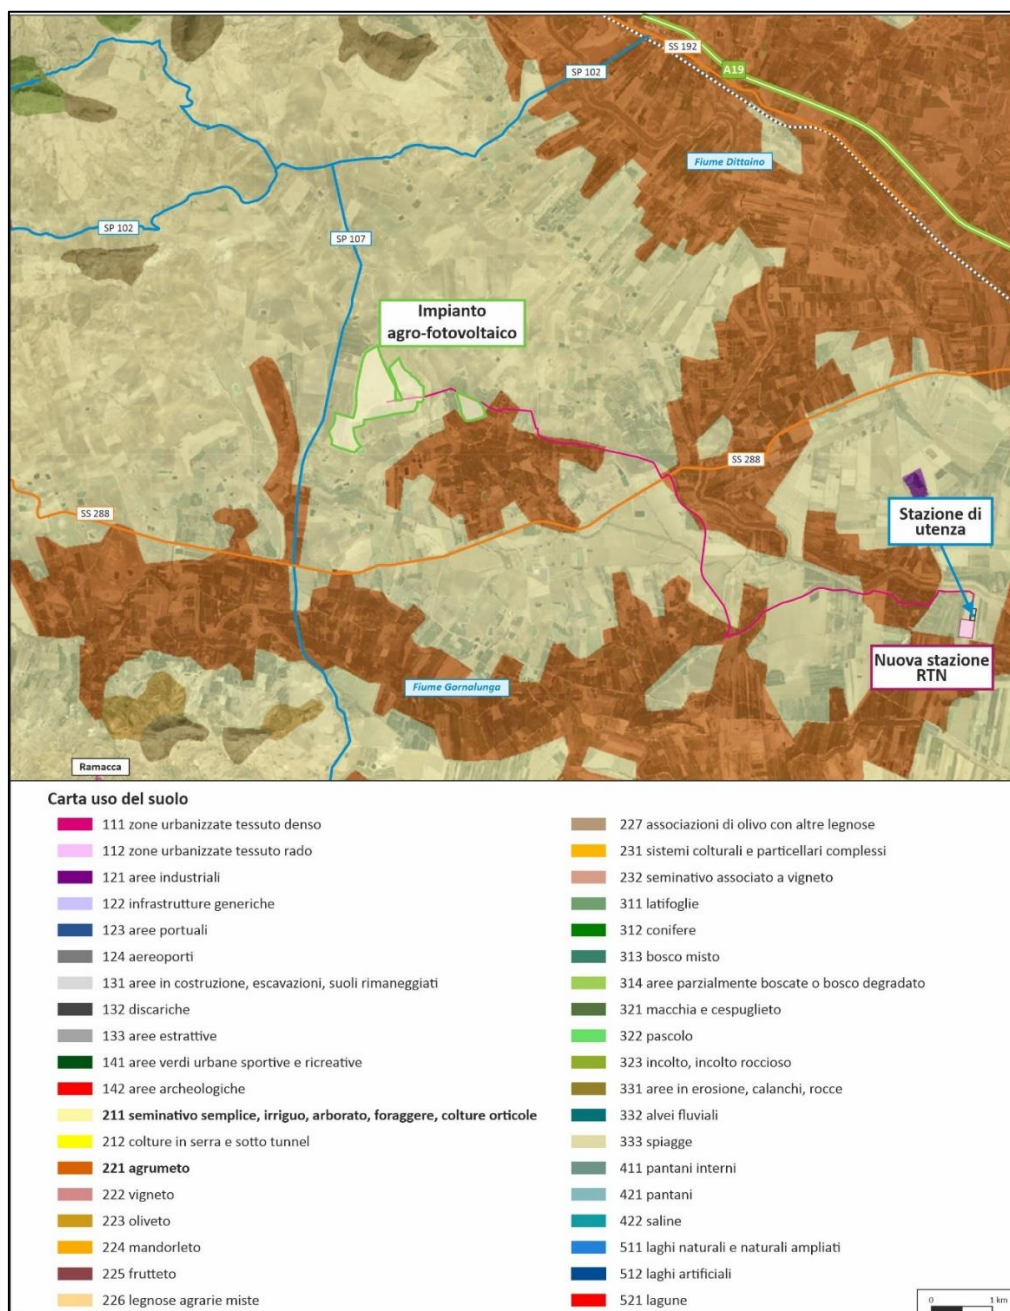 SS 192
A19
SP 102
Fiume Dittaino
SP 102
SP 107
Impianto
agro-fotovoltaico
SS 288
SS 288
Stazione di
utenza
Nuova stazione
RTN
Fiume Gornalunga
Ramacca
Carta uso del suolo
111 zone urbanizzate tessuto denso
112 zone urbanizzate tessuto rado
121 aree industriali
122 infrastrutture generiche
123 aree portuali
124 aereoporti
131 aree in costruzione, escavazioni, suoli rimaneggiati
132 discariche
133 aree estrattive
141 aree verdi urbane sportive e ricreative
142 aree archeologiche
211 seminativo semplice, irriguo, arborato, foraggere, colture orticole
212 colture in serra e sotto tunnel
221 agrumeto
222 vigneto
223 oliveto
224 mandorleto
225 frutteto
226 legnose agrarie miste
227 associazioni di olivo con altre legnose
231 sistemi colturali e particellari complessi
232 seminativo associato a vigneto
311 latifoglie
312 conifere
313 bosco misto
314 aree parzialmente boscate o bosco degradato
321 macchia e cespuglieto
322 pascolo
323 incolto, incolto roccioso
331 aree in erosione, calanchi, rocce
332 alvei fluviali
333 spiagge
411 pantani interni
421 pantani
422 saline
511 laghi naturali e naturali ampliati
512 laghi artificiali
521 lagune
0 1 km